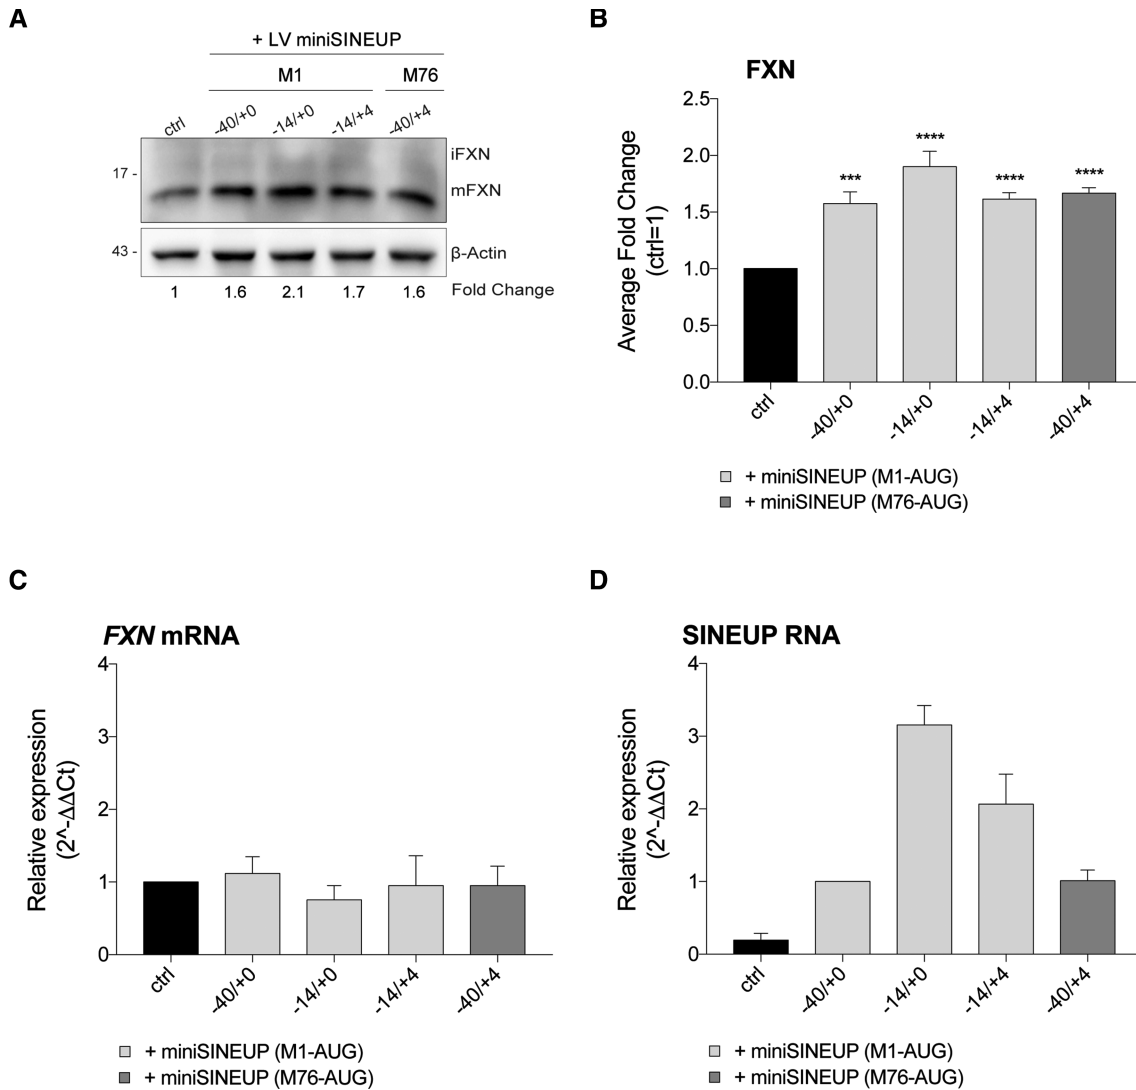 A
+ LV miniSINEUP
M1 M76
ctrl -40/+0 -14/+0 -14/+4 -40/+4
iFXN
17 -
mFXN
43 - β-Actin
1 1.6 2.1 1.7 1.6 Fold Change
B
FXN
Average Fold Change
(ctrl=1)
2.5
2.0
1.5
1.0
0.5
0.0
*** **** **** ****
ctrl -40/+0 -14/+0 -14/+4 -40/+4
+ miniSINEUP (M1-AUG)
+ miniSINEUP (M76-AUG)
C
FXN mRNA
Relative expression
(2^-ΔΔCt)
4
3
2
1
0
ctrl -40/+0 -14/+0 -14/+4 -40/+4
+ miniSINEUP (M1-AUG)
+ miniSINEUP (M76-AUG)
D
SINEUP RNA
Relative expression
(2^-ΔΔCt)
4
3
2
1
0
ctrl -40/+0 -14/+0 -14/+4 -40/+4
+ miniSINEUP (M1-AUG)
+ miniSINEUP (M76-AUG)